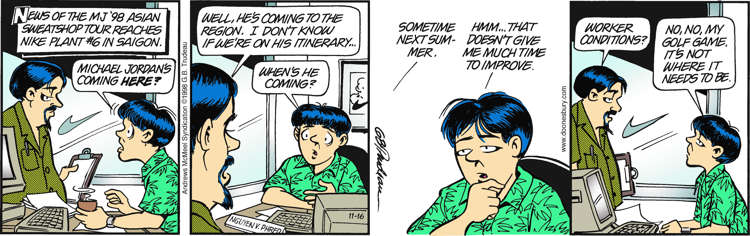 NEWS OF THE MJ '98 ASIAN
SWEATSHOP TOUR REACHES
NIKE PLANT #6 IN SAIGON.
MICHAEL JORDAN'S
COMING HERE?
Andrews McMeel Syndication ©1998 G.B. Trudeau
WELL, HE'S COMING TO THE
REGION. I DON'T KNOW
IF WE'RE ON HIS ITINERARY...
WHEN'S HE
COMING?
NGUYEN V. PHRED
11-16
GBTrudeau
SOMETIME
NEXT SUM-
MER.
HMM... THAT
DOESN'T GIVE
ME MUCH TIME
TO IMPROVE.
www.doonesbury.com
WORKER
CONDITIONS?
NO, NO, MY
GOLF GAME.
IT'S NOT
WHERE IT
NEEDS TO BE.